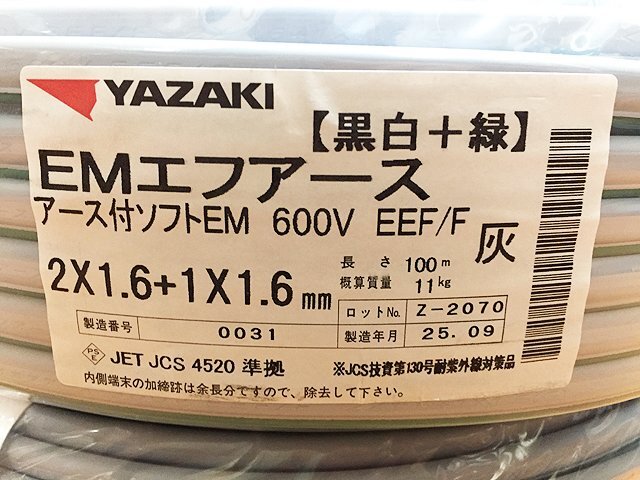 YAZAKI
【黒白＋緑】
EMエフアース
アース付ソフトEM 600V EEF/F 灰
2X1.6+1X1.6mm
長さ 100m
概算質量 11kg
ロットNo. Z-2070
製造番号 0031 製造年月 25.09
PSE JET JCS 4520 準拠 ※JCS技資第130号耐紫外線対策品
内側端末の加締跡は余長分ですので、除去して下さい。